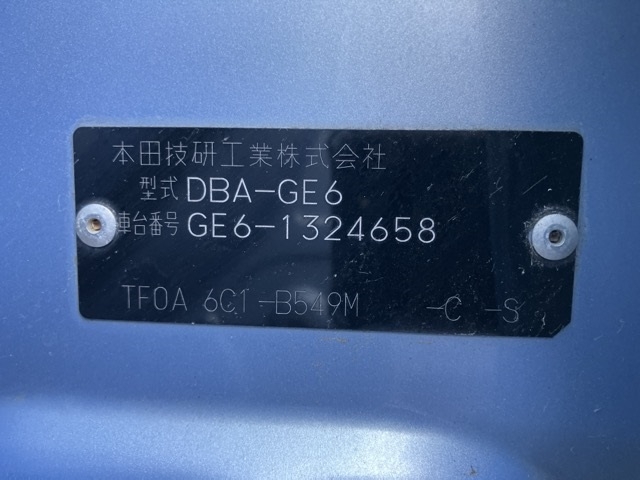 本田技研工業株式会社
型式 DBA-GE6
車台番号 GE6-1324658
TF0A 6C1-B549M -C -S